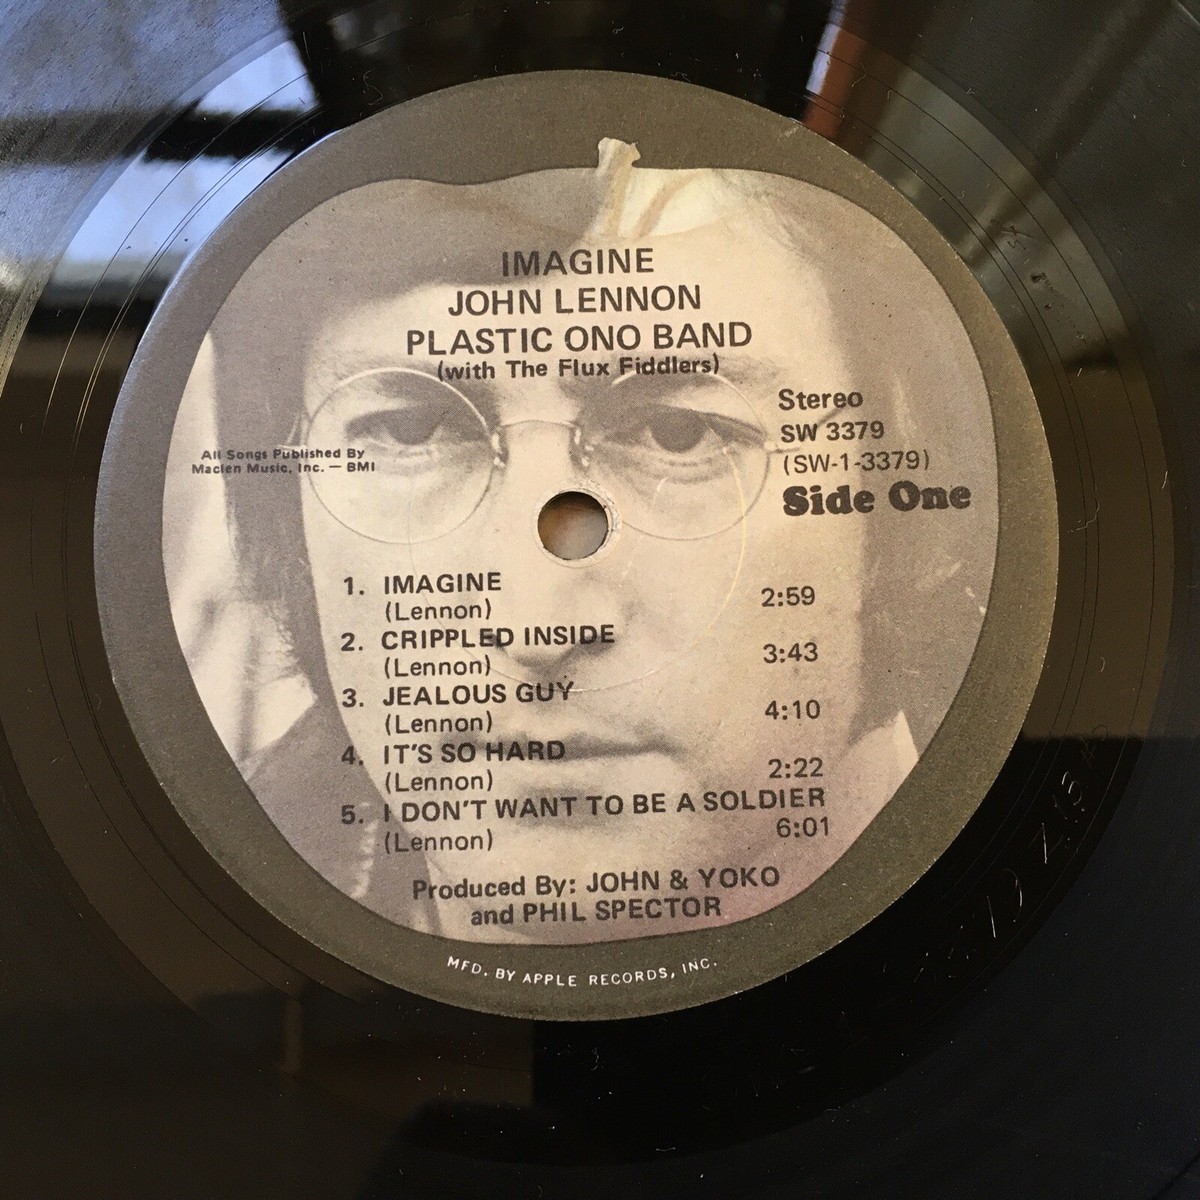 IMAGINE
JOHN LENNON
PLASTIC ONO BAND
(with The Flux Fiddlers)
Stereo
SW 3379
(SW-1-3379)
Side One
All Songs Published By
Maclen Music, Inc. — BMI
1. IMAGINE
(Lennon) 2:59
2. CRIPPLED INSIDE
(Lennon) 3:43
3. JEALOUS GUY
(Lennon) 4:10
4. IT'S SO HARD
(Lennon) 2:22
5. I DON'T WANT TO BE A SOLDIER
(Lennon) 6:01
Produced By: JOHN & YOKO
and PHIL SPECTOR
MFD. BY APPLE RECORDS, INC.